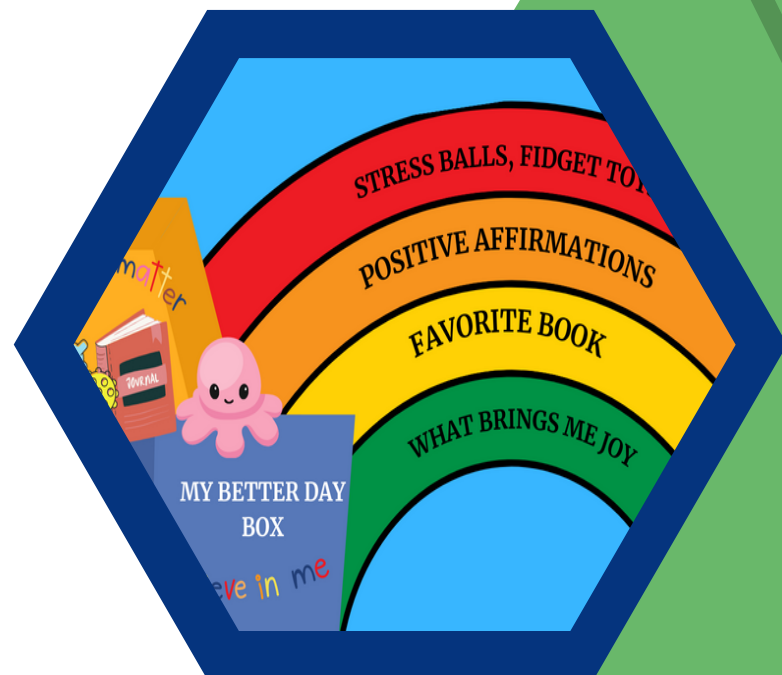 STRESS BALLS, FIDGET
POSITIVE AFFIRMATIONS
FAVORITE BOOK
WHAT BRINGS ME JOY
matter
JOURNAL
MY BETTER DAY
BOX
in me